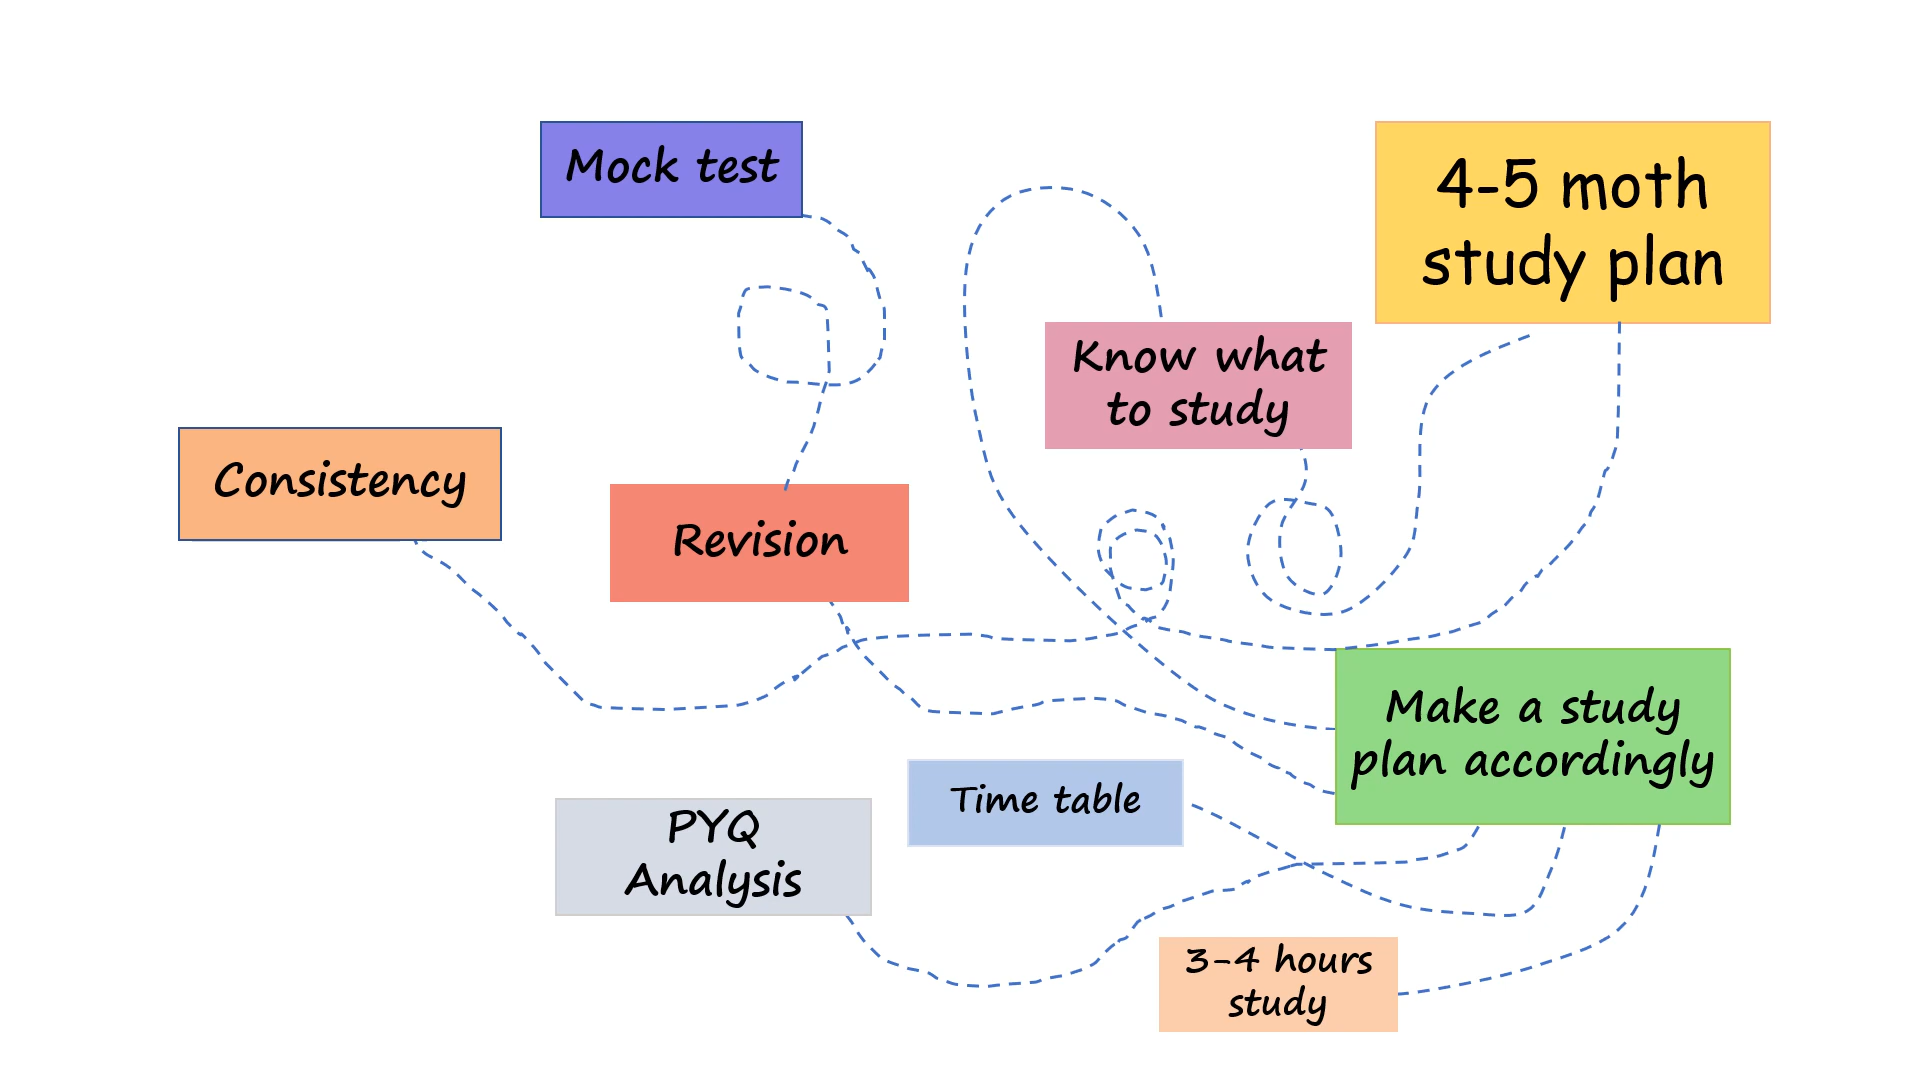 Mock test
4-5 moth
study plan
Know what
to study
Consistency
Revision
Make a study
plan accordingly
Time table
PYQ
Analysis
3-4 hours
study